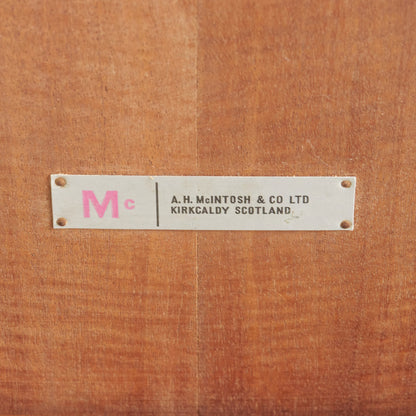 Mc
A.H. McINTOSH & CO LTD
KIRKCALDY SCOTLAND